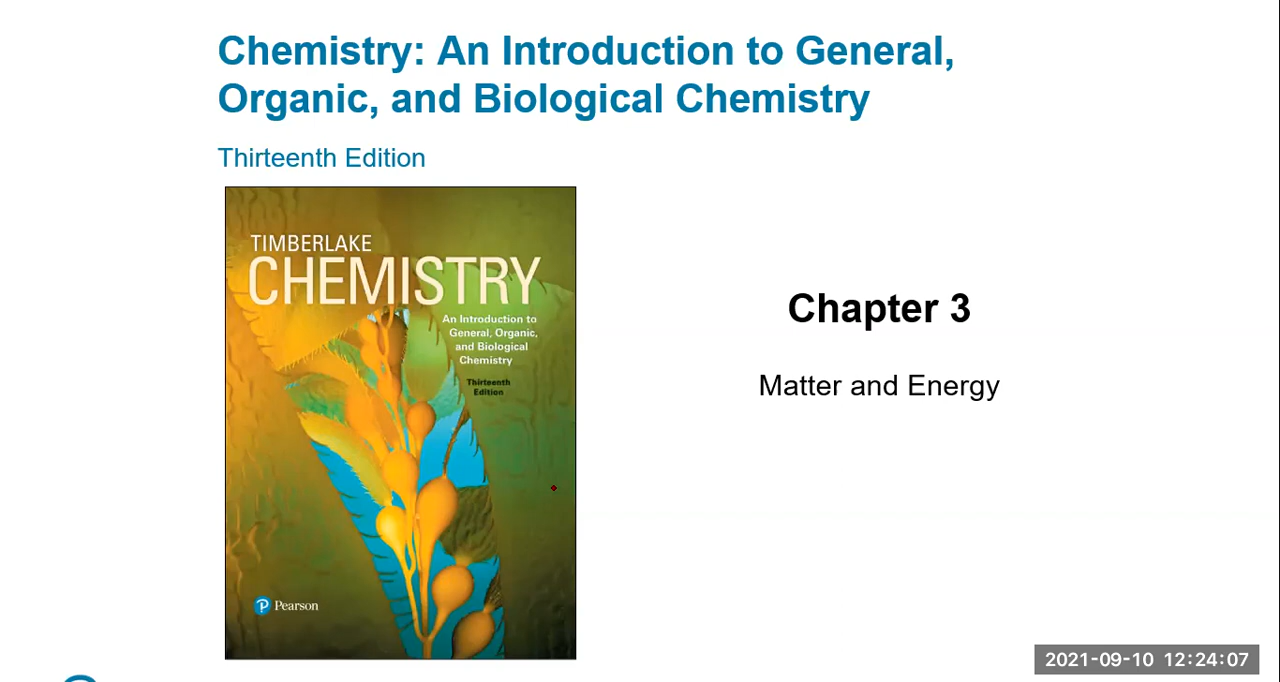 Chemistry: An Introduction to General,
Organic, and Biological Chemistry
Thirteenth Edition
TIMBERLAKE
CHEMISTRY
An Introduction to
General, Organic,
and Biological
Chemistry
Thirteenth
Edition
Pearson
Chapter 3
Matter and Energy
2021-09-10 12:24:07